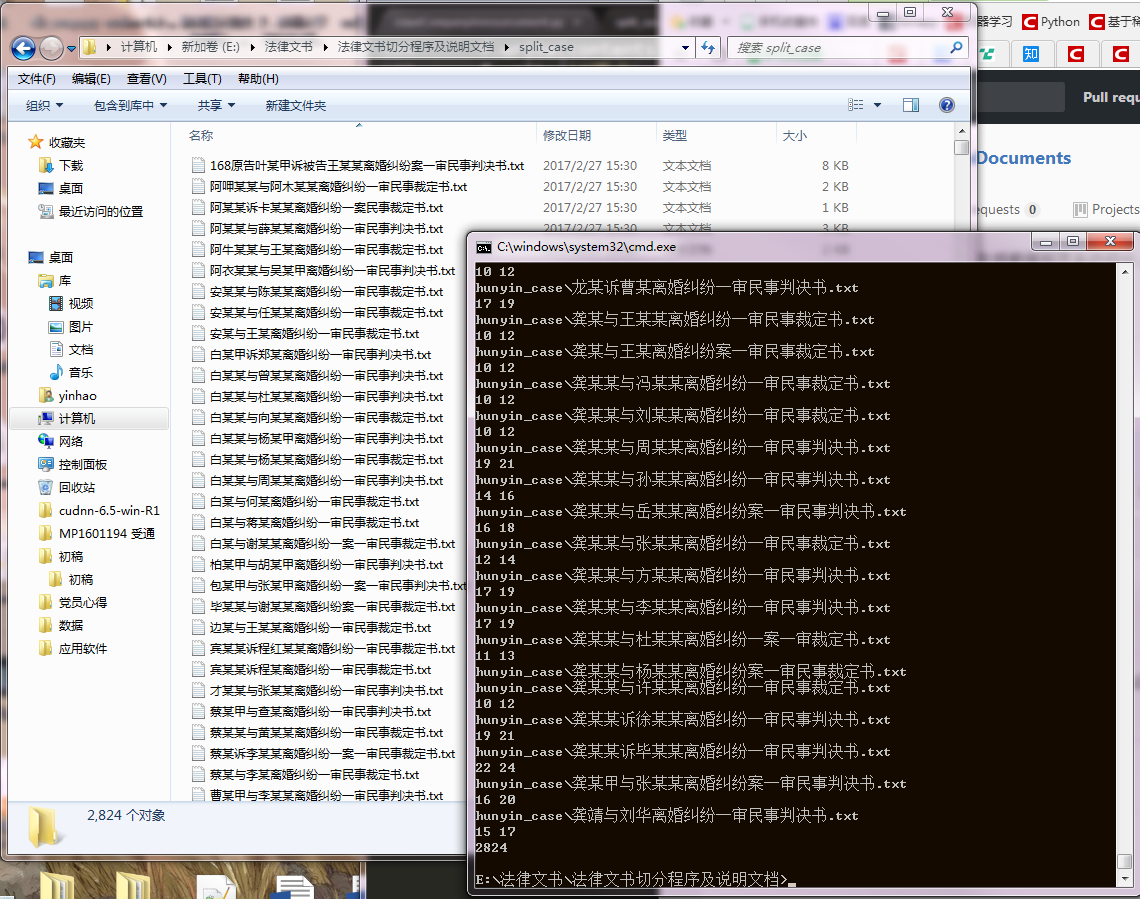 计算机 新加卷 (E:) 法律文书 法律文书切分程序及说明文档 split_case
搜索 split_case
器学习 Python 基于稀
知
文件(F) 编辑(E) 查看(V) 工具(T) 帮助(H)
组织 包含到库中 共享 新建文件夹
Pull requ
Documents
equests 0 Projects
收藏夹
下载
桌面
最近访问的位置
桌面
库
视频
图片
文档
音乐
yinhao
计算机
网络
控制面板
回收站
cudnn-6.5-win-R1
MP1601194 受通
初稿
初稿
党员心得
数据
应用软件
名称 修改日期 类型 大小
168原告叶某甲诉被告王某某离婚纠纷案一审民事判决书.txt 2017/2/27 15:30 文本文档 8 KB
阿呷某某与阿木某某离婚纠纷一审民事裁定书.txt 2017/2/27 15:30 文本文档 2 KB
阿某某诉卡某某离婚纠纷一案民事裁定书.txt 2017/2/27 15:30 文本文档 1 KB
阿某某与薛某某离婚纠纷一审民事判决书.txt 2017/2/27 15:30 文本文档 3 KB
阿牛某某与王某某离婚纠纷一审民事裁定书.txt
阿衣某某与吴某甲离婚纠纷一审民事判决书.txt
安某某与陈某某离婚纠纷一审民事判决书.txt
安某某与任某某离婚纠纷一审民事判决书.txt
安某与王某离婚纠纷一审民事裁定书.txt
白某甲诉郑某离婚纠纷一审民事判决书.txt
白某某与曾某某离婚纠纷一审民事判决书.txt
白某某与杜某某离婚纠纷一审民事判决书.txt
白某某与向某某离婚纠纷一审民事裁定书.txt
白某某与杨某甲离婚纠纷一审民事判决书.txt
白某某与杨某某离婚纠纷一审民事裁定书.txt
白某某与周某某离婚纠纷一审民事判决书.txt
白某与何某离婚纠纷一审民事裁定书.txt
白某与蒋某离婚纠纷一审民事裁定书.txt
白某与谢某某离婚纠纷一案一审民事裁定书.txt
柏某甲与胡某甲离婚纠纷一审民事判决书.txt
包某甲与张某甲离婚纠纷一案一审民事判决书.txt
毕某某与谢某某离婚纠纷案一审民事裁定书.txt
边某与王某某离婚纠纷一审民事裁定书.txt
宾某某诉程红某某离婚纠纷一审民事裁定书.txt
宾某某诉程某离婚纠纷一审民事裁定书.txt
才某某与张某某离婚纠纷一审民事判决书.txt
蔡某甲与查某某离婚纠纷一审民事判决书.txt
蔡某某与黄某某离婚纠纷一审民事裁定书.txt
蔡某诉李某某离婚纠纷一案一审民事裁定书.txt
蔡某与李某离婚纠纷一审民事裁定书.txt
曹某甲与李某某离婚纠纷一审民事判决书.txt
2,824 个对象
C:\windows\system32\cmd.exe
10 12
hunyin_case\龙某诉曹某离婚纠纷一审民事判决书.txt
17 19
hunyin_case\龚某与王某某离婚纠纷一审民事裁定书.txt
10 12
hunyin_case\龚某与王某离婚纠纷案一审民事裁定书.txt
10 12
hunyin_case\龚某某与冯某某离婚纠纷一审民事裁定书.txt
10 12
hunyin_case\龚某某与刘某某离婚纠纷一审民事裁定书.txt
10 12
hunyin_case\龚某某与周某某离婚纠纷一审民事判决书.txt
19 21
hunyin_case\龚某某与孙某某离婚纠纷一审民事判决书.txt
14 16
hunyin_case\龚某某与岳某某离婚纠纷案一审民事判决书.txt
16 18
hunyin_case\龚某某与张某某离婚纠纷一审民事裁定书.txt
12 14
hunyin_case\龚某某与方某某离婚纠纷一审民事判决书.txt
17 19
hunyin_case\龚某某与李某某离婚纠纷一审民事判决书.txt
17 19
hunyin_case\龚某某与杜某某离婚纠纷一案一审裁定书.txt
11 13
hunyin_case\龚某某与杨某某离婚纠纷案一审民事裁定书.txt
hunyin_case\龚某某与许某某离婚纠纷一审民事裁定书.txt
10 12
hunyin_case\龚某某诉徐某某离婚纠纷一审民事判决书.txt
19 21
hunyin_case\龚某某诉毕某某离婚纠纷一审民事判决书.txt
22 24
hunyin_case\龚某甲与张某某离婚纠纷案一审民事判决书.txt
16 20
hunyin_case\龚靖与刘华离婚纠纷一审民事判决书.txt
15 17
2824
E:\法律文书\法律文书切分程序及说明文档>